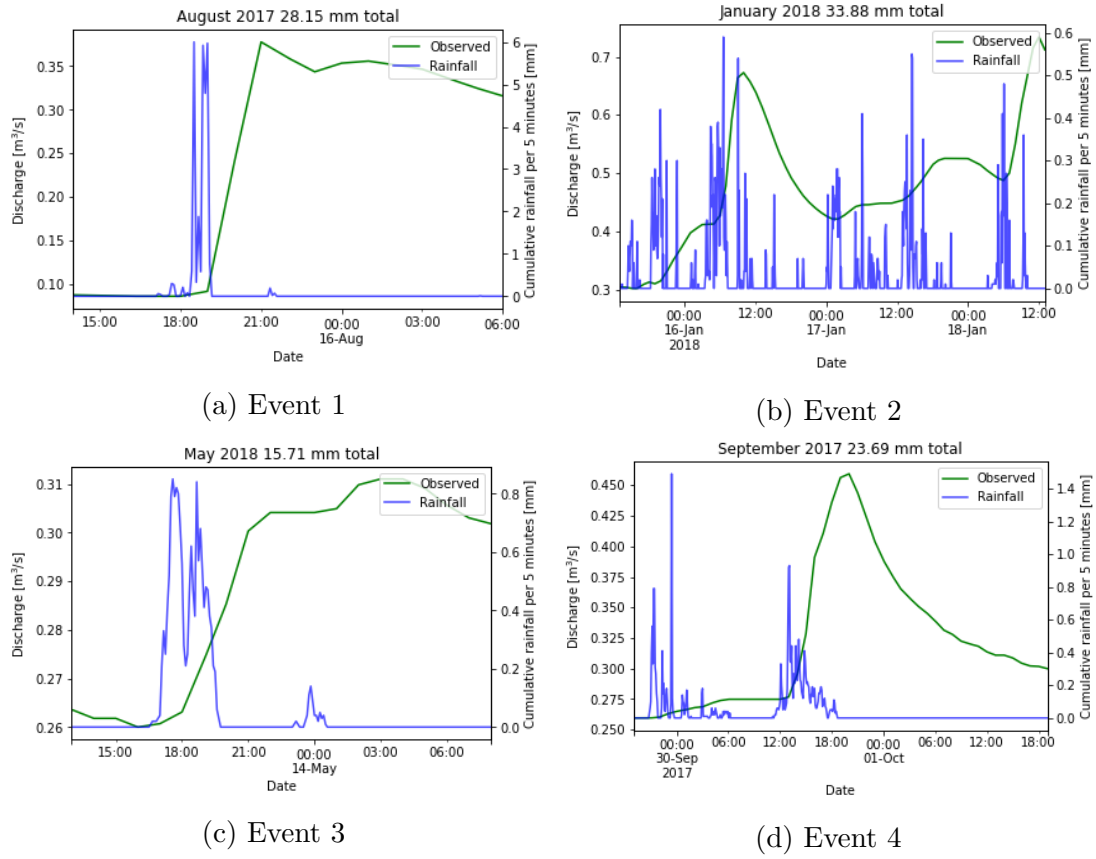 August 2017 28.15 mm total
Observed
Rainfall
Discharge [m³/s]
0.35
0.30
0.25
0.20
0.15
0.10
Cumulative rainfall per 5 minutes [mm]
6
5
4
3
2
1
0
15:00 18:00 21:00 00:00 03:00 06:00
16-Aug
Date
(a) Event 1
January 2018 33.88 mm total
Observed
Rainfall
Discharge [m³/s]
0.7
0.6
0.5
0.4
0.3
Cumulative rainfall per 5 minutes [mm]
0.6
0.5
0.4
0.3
0.2
0.1
0.0
00:00 12:00 00:00 12:00 00:00 12:00
16-Jan 17-Jan 18-Jan
2018
Date
(b) Event 2
May 2018 15.71 mm total
Observed
Rainfall
Discharge [m³/s]
0.31
0.30
0.29
0.28
0.27
0.26
Cumulative rainfall per 5 minutes [mm]
0.8
0.6
0.4
0.2
0.0
15:00 18:00 21:00 00:00 03:00 06:00
14-May
Date
(c) Event 3
September 2017 23.69 mm total
Observed
Rainfall
Discharge [m³/s]
0.450
0.425
0.400
0.375
0.350
0.325
0.300
0.275
0.250
Cumulative rainfall per 5 minutes [mm]
1.4
1.2
1.0
0.8
0.6
0.4
0.2
0.0
00:00 06:00 12:00 18:00 00:00 06:00 12:00 18:00
30-Sep 01-Oct
2017
Date
(d) Event 4